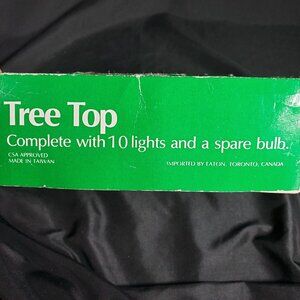 Tree Top
Complete with 10 lights and a spare bulb.
CSA APPROVED
MADE IN TAIWAN
IMPORTED BY EATON, TORONTO, CANADA